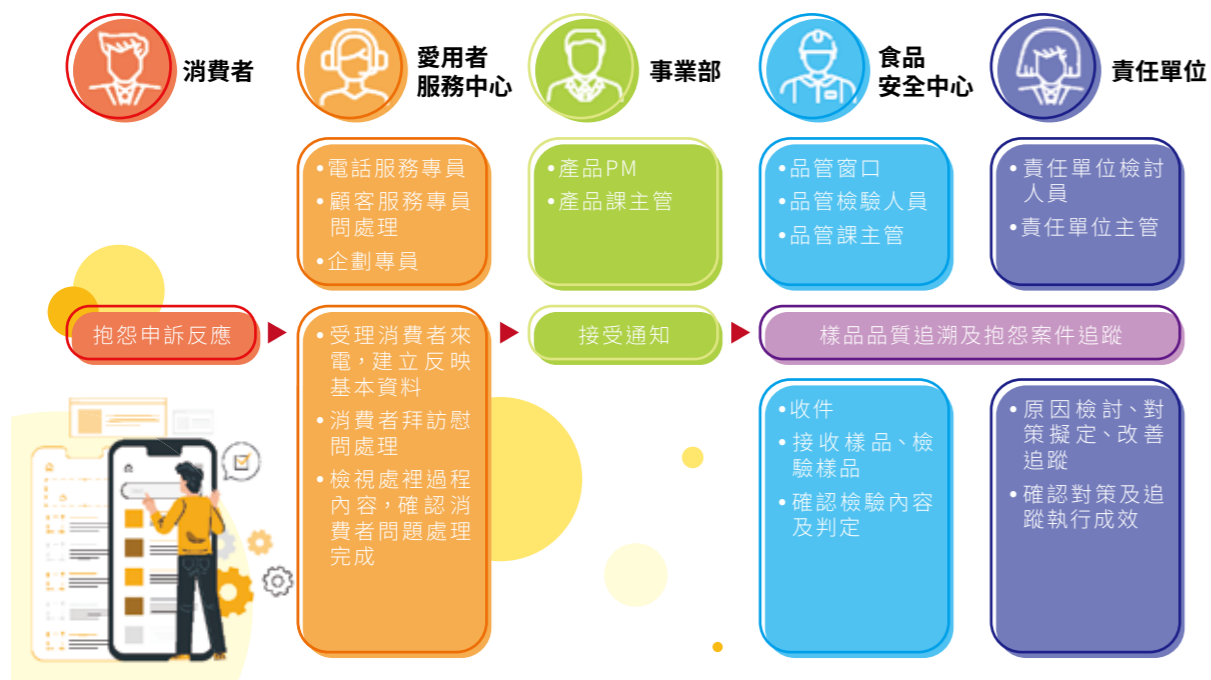 消費者
愛用者
服務中心
事業部
食品
安全中心
責任單位
•電話服務專員
•顧客服務專員
問處理
•企劃專員
•產品PM
•產品課主管
•品管窗口
•品管檢驗人員
•品管課主管
•責任單位檢討
人員
•責任單位主管
抱怨申訴反應
•受理消費者來
電,建立反映
基本資料
•消費者拜訪慰
問處理
•檢視處裡過程
內容,確認消
費者問題處理
完成
接受通知
樣品品質追溯及抱怨案件追蹤
•收件
•接收樣品、檢
驗樣品
•確認檢驗內容
及判定
•原因檢討、對
策擬定、改善
追蹤
•確認對策及追
蹤執行成效